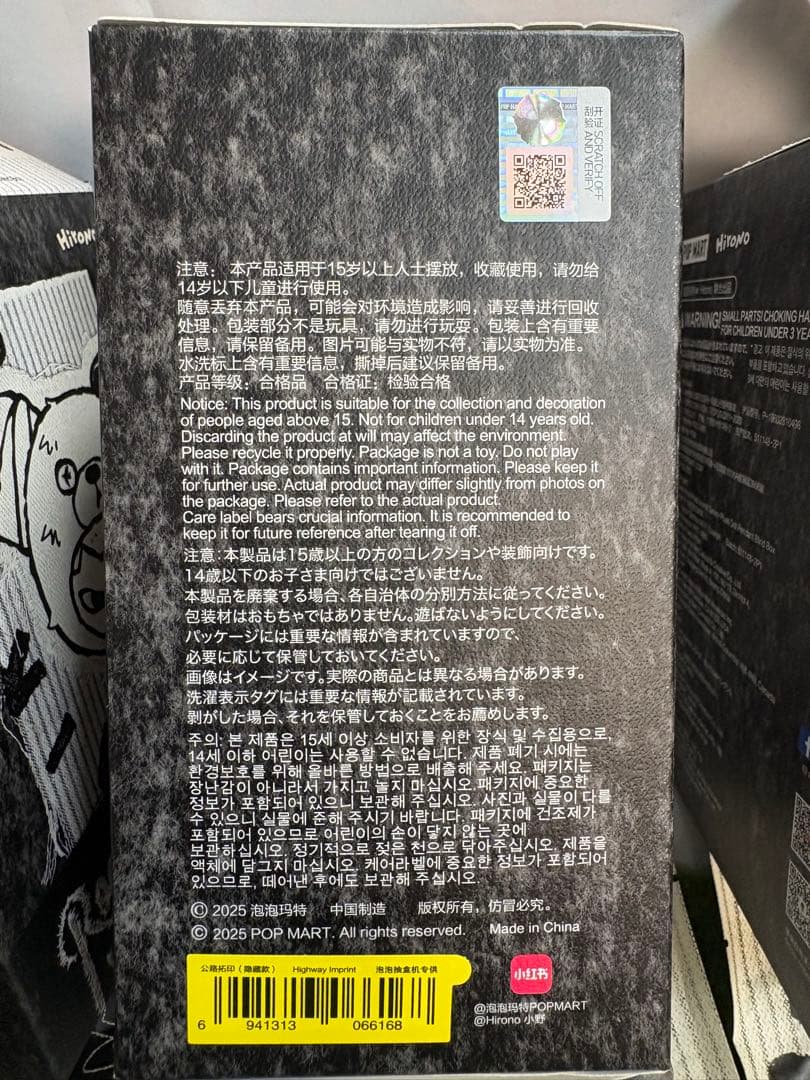 开证 SCRATCH OFF
刮验 AND VERIFY
注意： 本产品适用于15岁以上人士摆放，收藏使用，请勿给
14岁以下儿童进行使用。
随意丢弃本产品，可能会对环境造成影响，请妥善进行回收
处理。包装部分不是玩具，请勿进行玩耍。包装上含有重要
信息，请保留备用。图片可能与实物不符，请以实物为准。
水洗标上含有重要信息，撕掉后建议保留备用。
产品等级：合格品 合格证：检验合格
Notice: This product is suitable for the collection and decoration
of people aged above 15. Not for children under 14 years old.
Discarding the product at will may affect the environment.
Please recycle it properly. Package is not a toy. Do not play
with it. Package contains important information. Please keep it
for further use. Actual product may differ slightly from photos on
the package. Please refer to the actual product.
Care label bears crucial information. It is recommended to
keep it for future reference after tearing it off.
注意：本製品は15歳以上の方のコレクションや装飾向けです。
14歳以下のお子さま向けではございません。
本製品を廃棄する場合、各自治体の分別方法に従ってください。
包装材はおもちゃではありません。遊ばないようにしてください。
パッケージには重要な情報が含まれていますので、
必要に応じて保管しておいてください。
画像はイメージです。実際の商品とは異なる場合があります。
洗濯表示タグには重要な情報が記載されています。
剥がした場合、それを保管しておくことをお薦めします。
주의: 본 제품은 15세 이상 소비자를 위한 장식 및 수집용으로,
14세 이하 어린이는 사용할 수 없습니다. 제품 폐기 시에는
환경보호를 위해 올바른 방법으로 배출해 주세요. 패키지는
장난감이 아니라서 가지고 놀지 마십시오. 패키지에 중요한
정보가 포함되어 있으니 보관해 주십시오. 사진과 실물이 다를
수 있으니 실물에 준해 주시기 바랍니다. 패키지에 건조제가
포함되어 있으므로 어린이의 손이 닿지 않는 곳에
보관하십시오. 정기적으로 젖은 천으로 닦아주십시오. 제품을
액체에 담그지 마십시오. 케어라벨에 중요한 정보가 포함되어
있으므로, 떼어낸 후에도 보관해 주십시오.
© 2025 泡泡玛特 中国制造 版权所有，仿冒必究。
© 2025 POP MART. All rights reserved. Made in China
公路拓印（隐藏款） Highway Imprint 泡泡抽盒机专供
6 941313 066168
小红书
@泡泡玛特POPMART
@Hirono 小野
Hirono
POP MART Hirono
WARNING! SMALL PARTS! CHOKING HA
FOR CHILDREN UNDER 3 YEA